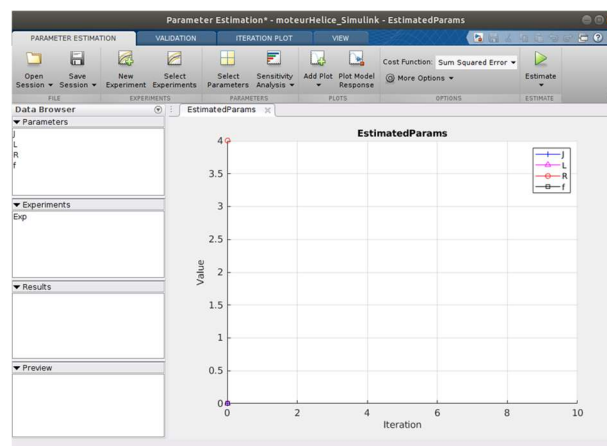 Parameter Estimation* - moteurHelice_Simulink - EstimatedParams
PARAMETER ESTIMATION VALIDATION ITERATION PLOT VIEW
Open Session Save Session New Experiment Select Experiments Select Parameters Sensitivity Analysis Add Plot Plot Model Response Cost Function: Sum Squared Error More Options Estimate
FILE EXPERIMENTS PARAMETERS PLOTS OPTIONS ESTIMATE
Data Browser
Parameters
J
L
R
f
Experiments
Exp
Results
Preview
EstimatedParams
EstimatedParams
J
L
R
f
Value
4
3.5
3
2.5
2
1.5
1
0.5
0
0 2 4 6 8 10
Iteration